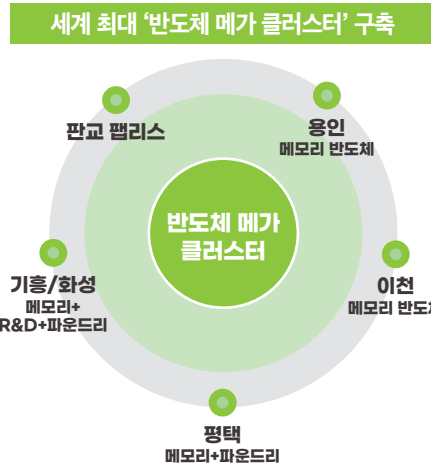 세계 최대 ‘반도체 메가 클러스터’ 구축
판교 팹리스
용인
메모리 반도체
반도체 메가
클러스터
기흥/화성
메모리+
R&D+파운드리
이천
메모리 반도체
평택
메모리+파운드리